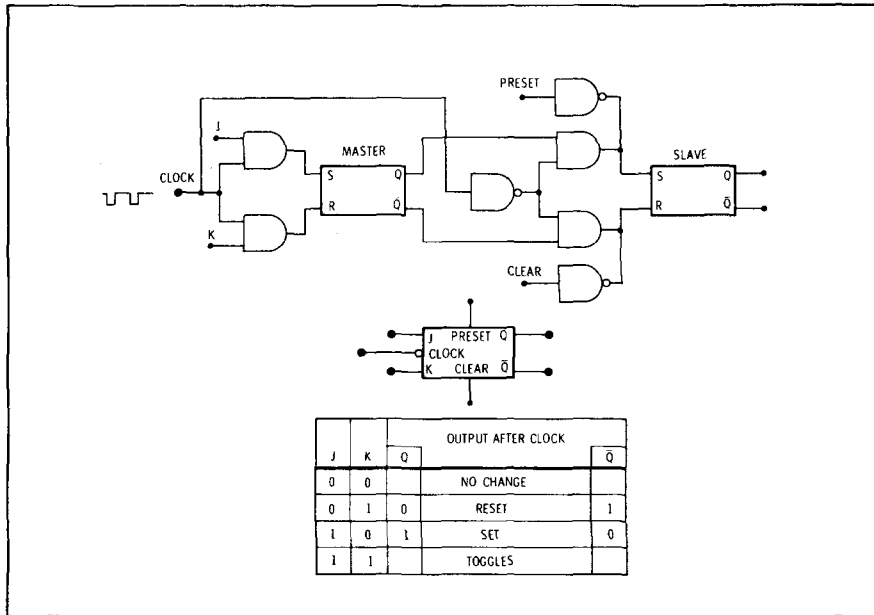 PRESET
J
MASTER
SLAVE
CLOCK
S Q
R Q̅
S Q
R Q̅
K
CLEAR
J PRESET Q
CLOCK
K CLEAR Q̅
OUTPUT AFTER CLOCK
J K Q Q̅
0 0 NO CHANGE
0 1 0 RESET 1
1 0 1 SET 0
1 1 TOGGLES